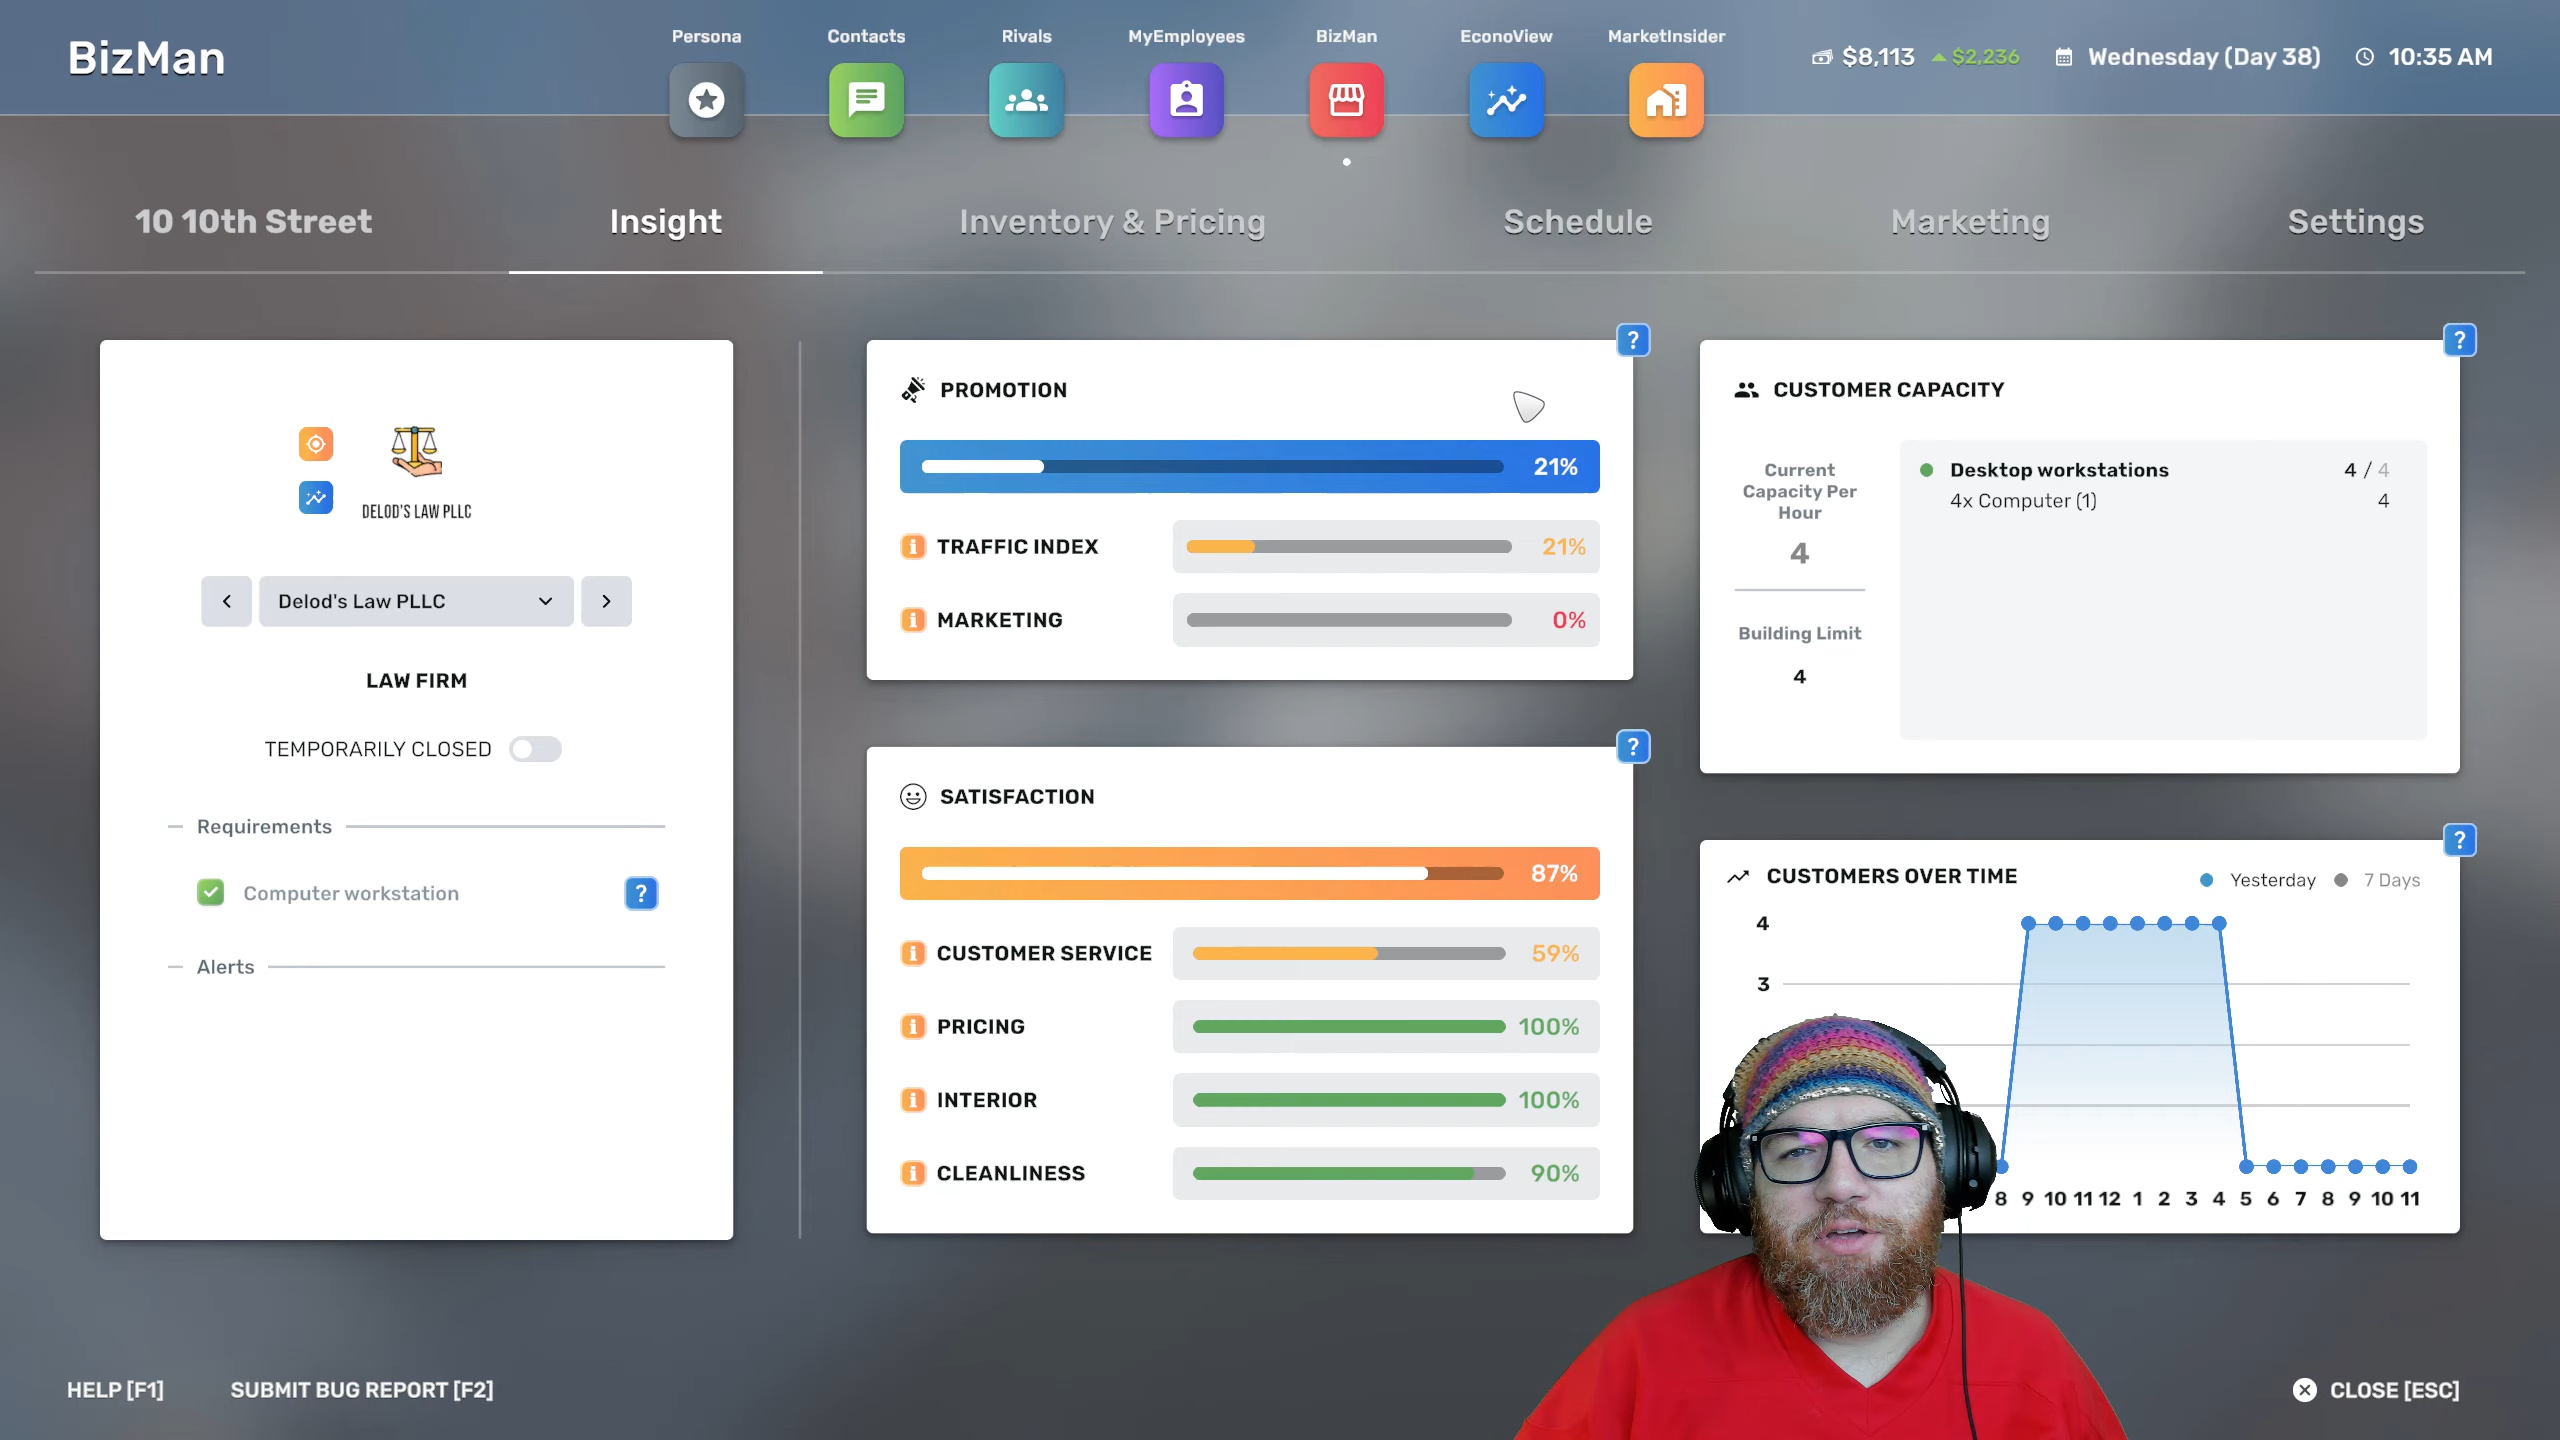 BizMan
Persona
Contacts
Rivals
MyEmployees
BizMan
EconoView
MarketInsider
$8,113
$2,236
Wednesday (Day 38)
10:35 AM
10 10th Street
Insight
Inventory & Pricing
Schedule
Marketing
Settings
DELOD'S LAW PLLC
Delod's Law PLLC
LAW FIRM
TEMPORARILY CLOSED
Requirements
Computer workstation
?
Alerts
?
PROMOTION
21%
TRAFFIC INDEX
21%
MARKETING
0%
?
SATISFACTION
87%
CUSTOMER SERVICE
59%
PRICING
100%
INTERIOR
100%
CLEANLINESS
90%
?
CUSTOMER CAPACITY
Current
Capacity Per
Hour
4
Building Limit
4
Desktop workstations
4 / 4
4x Computer (1)
4
?
CUSTOMERS OVER TIME
Yesterday
7 Days
4
3
8 9 10 11 12 1 2 3 4 5 6 7 8 9 10 11
HELP [F1]
SUBMIT BUG REPORT [F2]
CLOSE [ESC]